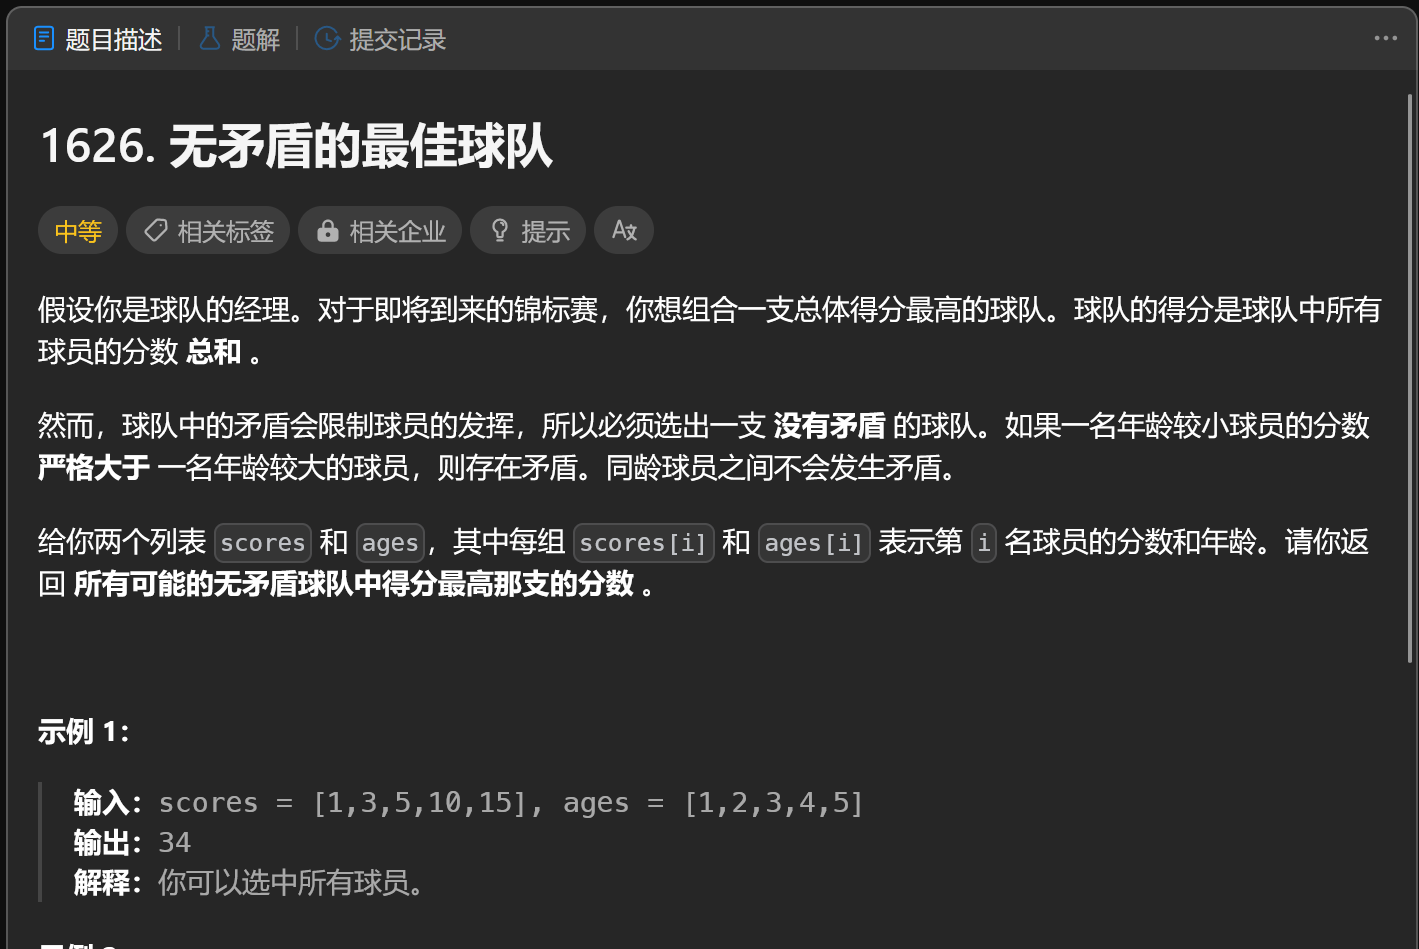 题目描述 题解 提交记录
1626. 无矛盾的最佳球队
中等 相关标签 相关企业 提示
假设你是球队的经理。对于即将到来的锦标赛，你想组合一支总体得分最高的球队。球队的得分是球队中所有
球员的分数 总和 。
然而，球队中的矛盾会限制球员的发挥，所以必须选出一支 没有矛盾 的球队。如果一名年龄较小球员的分数
严格大于 一名年龄较大的球员，则存在矛盾。同龄球员之间不会发生矛盾。
给你两个列表 scores 和 ages，其中每组 scores[i] 和 ages[i] 表示第 i 名球员的分数和年龄。请你返
回 所有可能的无矛盾球队中得分最高那支的分数 。
示例 1：
输入：scores = [1,3,5,10,15], ages = [1,2,3,4,5]
输出：34
解释：你可以选中所有球员。